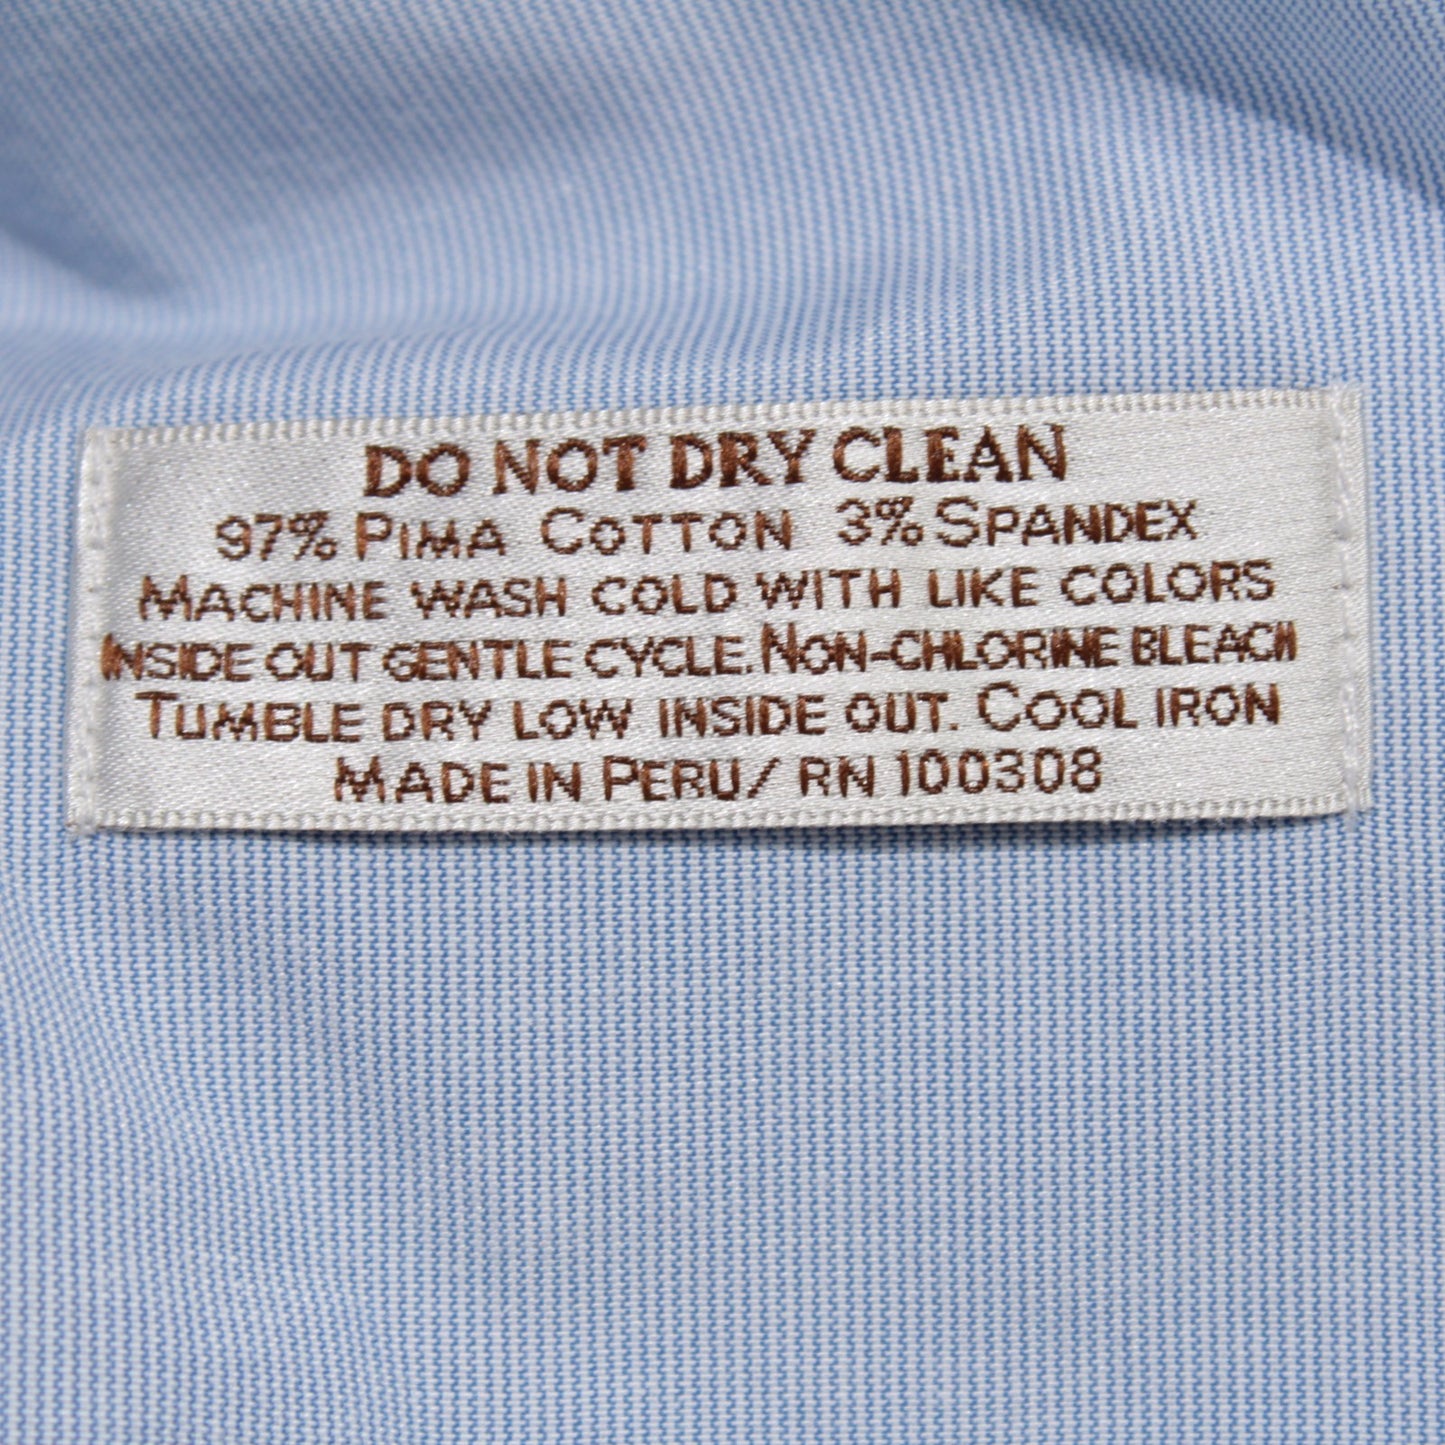 DO NOT DRY CLEAN
97% PIMA COTTON 3% SPANDEX
MACHINE WASH COLD WITH LIKE COLORS
INSIDE OUT GENTLE CYCLE. NON-CHLORINE BLEACH
TUMBLE DRY LOW INSIDE OUT. COOL IRON
MADE IN PERU/ RN 100308